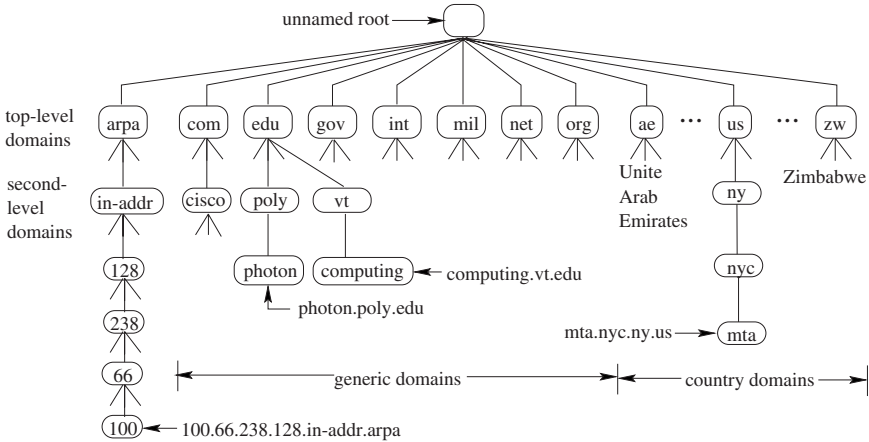 unnamed root
top-level
domains
arpa
com
edu
gov
int
mil
net
org
ae
...
us
...
zw
Unite
Arab
Emirates
Zimbabwe
second-
level
domains
in-addr
cisco
poly
vt
ny
128
photon
computing
computing.vt.edu
nyc
photon.poly.edu
238
mta.nyc.ny.us
mta
66
generic domains
country domains
100
100.66.238.128.in-addr.arpa